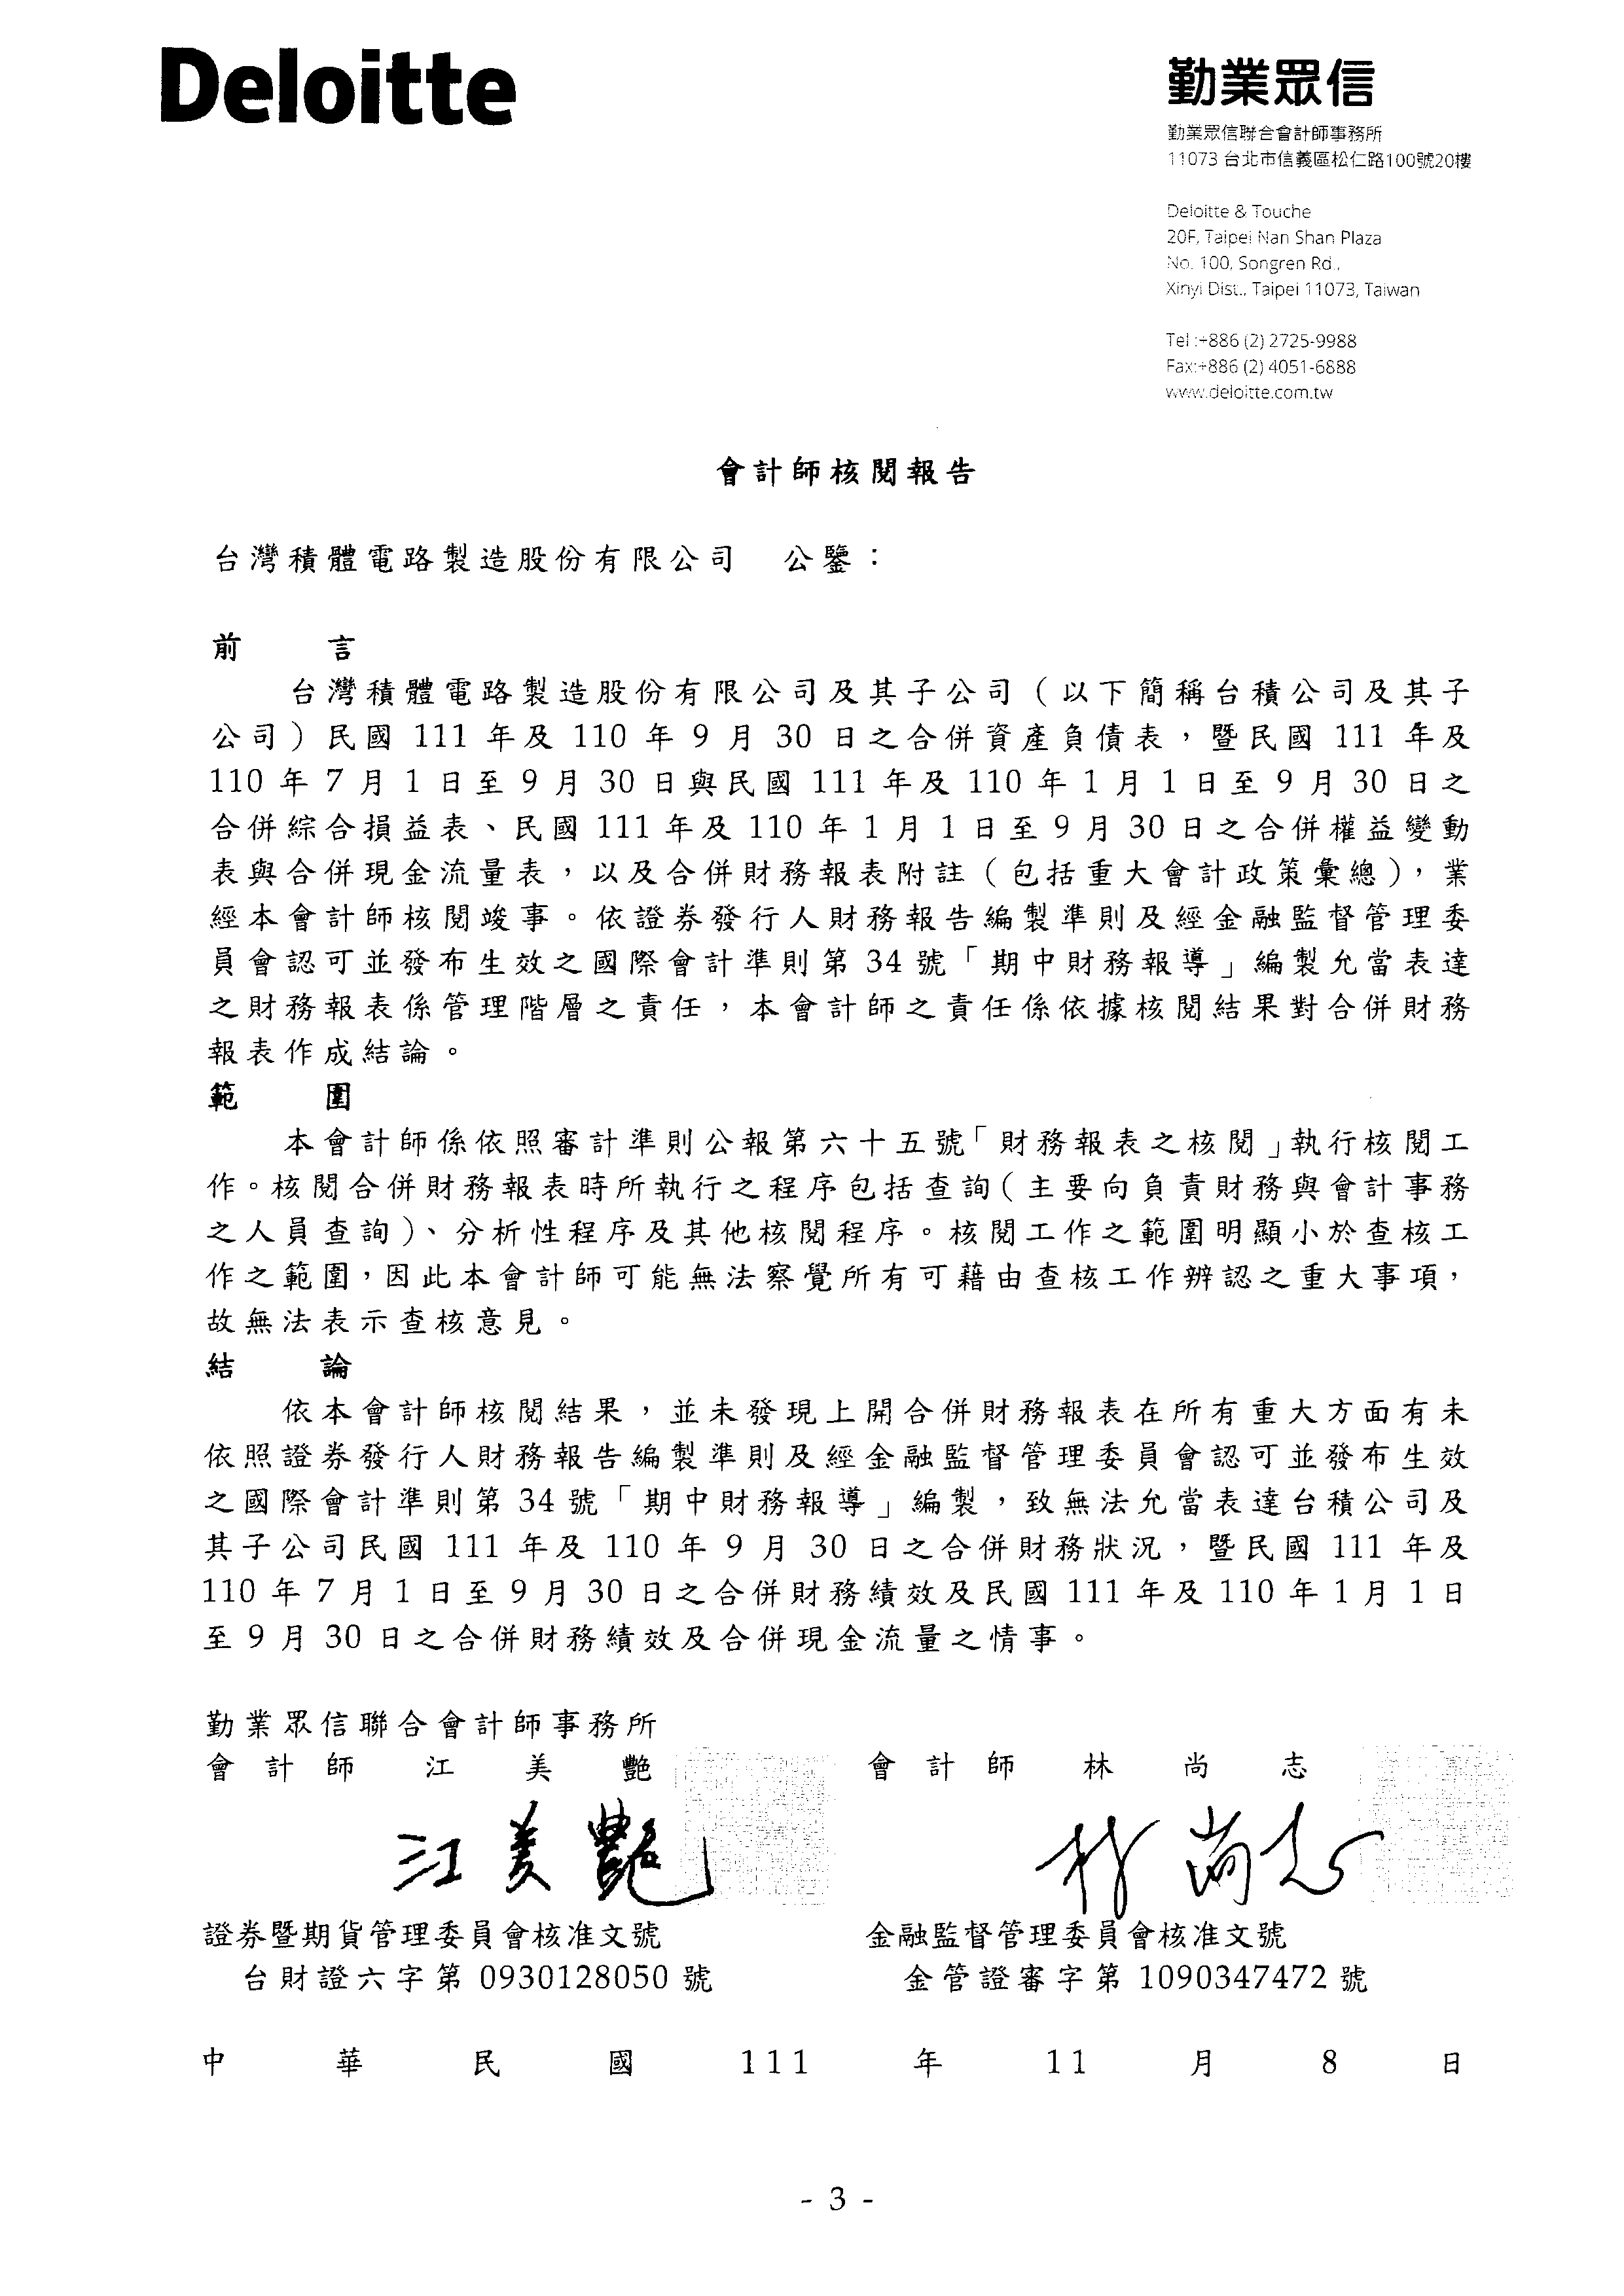 Deloitte
勤業眾信
勤業眾信聯合會計師事務所
11073 台北市信義區松仁路100號20樓
Deloitte & Touche
20F, Taipei Nan Shan Plaza
No. 100, Songren Rd.,
Xinyi Dist., Taipei 11073, Taiwan
Tel :+886 (2) 2725-9988
Fax:+886 (2) 4051-6888
www.deloitte.com.tw
會計師核閱報告
台灣積體電路製造股份有限公司 公鑒：
前 言
台灣積體電路製造股份有限公司及其子公司（以下簡稱台積公司及其子
公司）民國 111 年及 110 年 9 月 30 日之合併資產負債表，暨民國 111 年及
110 年 7 月 1 日至 9 月 30 日與民國 111 年及 110 年 1 月 1 日至 9 月 30 日之
合併綜合損益表、民國 111 年及 110 年 1 月 1 日至 9 月 30 日之合併權益變動
表與合併現金流量表，以及合併財務報表附註（包括重大會計政策彙總），業
經本會計師核閱竣事。依證券發行人財務報告編製準則及經金融監督管理委
員會認可並發布生效之國際會計準則第 34 號「期中財務報導」編製允當表達
之財務報表係管理階層之責任，本會計師之責任係依據核閱結果對合併財務
報表作成結論。
範 圍
本會計師係依照審計準則公報第六十五號「財務報表之核閱」執行核閱工
作。核閱合併財務報表時所執行之程序包括查詢（主要向負責財務與會計事務
之人員查詢）、分析性程序及其他核閱程序。核閱工作之範圍明顯小於查核工
作之範圍，因此本會計師可能無法察覺所有可藉由查核工作辨認之重大事項，
故無法表示查核意見。
結 論
依本會計師核閱結果，並未發現上開合併財務報表在所有重大方面有未
依照證券發行人財務報告編製準則及經金融監督管理委員會認可並發布生效
之國際會計準則第 34 號「期中財務報導」編製，致無法允當表達台積公司及
其子公司民國 111 年及 110 年 9 月 30 日之合併財務狀況，暨民國 111 年及
110 年 7 月 1 日至 9 月 30 日之合併財務績效及民國 111 年及 110 年 1 月 1 日
至 9 月 30 日之合併財務績效及合併現金流量之情事。
勤業眾信聯合會計師事務所
會 計 師 江 美 艷 會 計 師 林 尚 志
江美艷 林尚志
證券暨期貨管理委員會核准文號 金融監督管理委員會核准文號
台財證六字第 0930128050 號 金管證審字第 1090347472 號
中 華 民 國 111 年 11 月 8 日
- 3 -